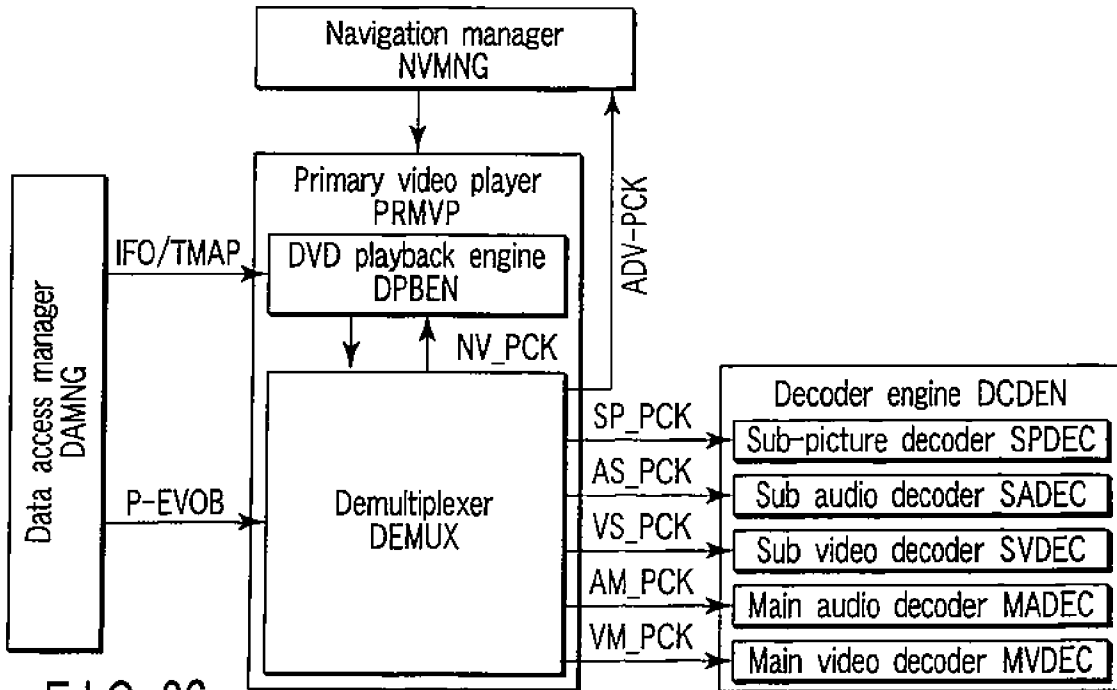 Navigation manager
NVMNG
Primary video player
PRMVP
ADV-PCK
Data access manager
DAMNG
IFO/TMAP
DVD playback engine
DPBEN
NV_PCK
Decoder engine DCDEN
SP_PCK
Sub-picture decoder SPDEC
AS_PCK
Sub audio decoder SADEC
P-EVOB
Demultiplexer
DEMUX
VS_PCK
Sub video decoder SVDEC
AM_PCK
Main audio decoder MADEC
VM_PCK
Main video decoder MVDEC